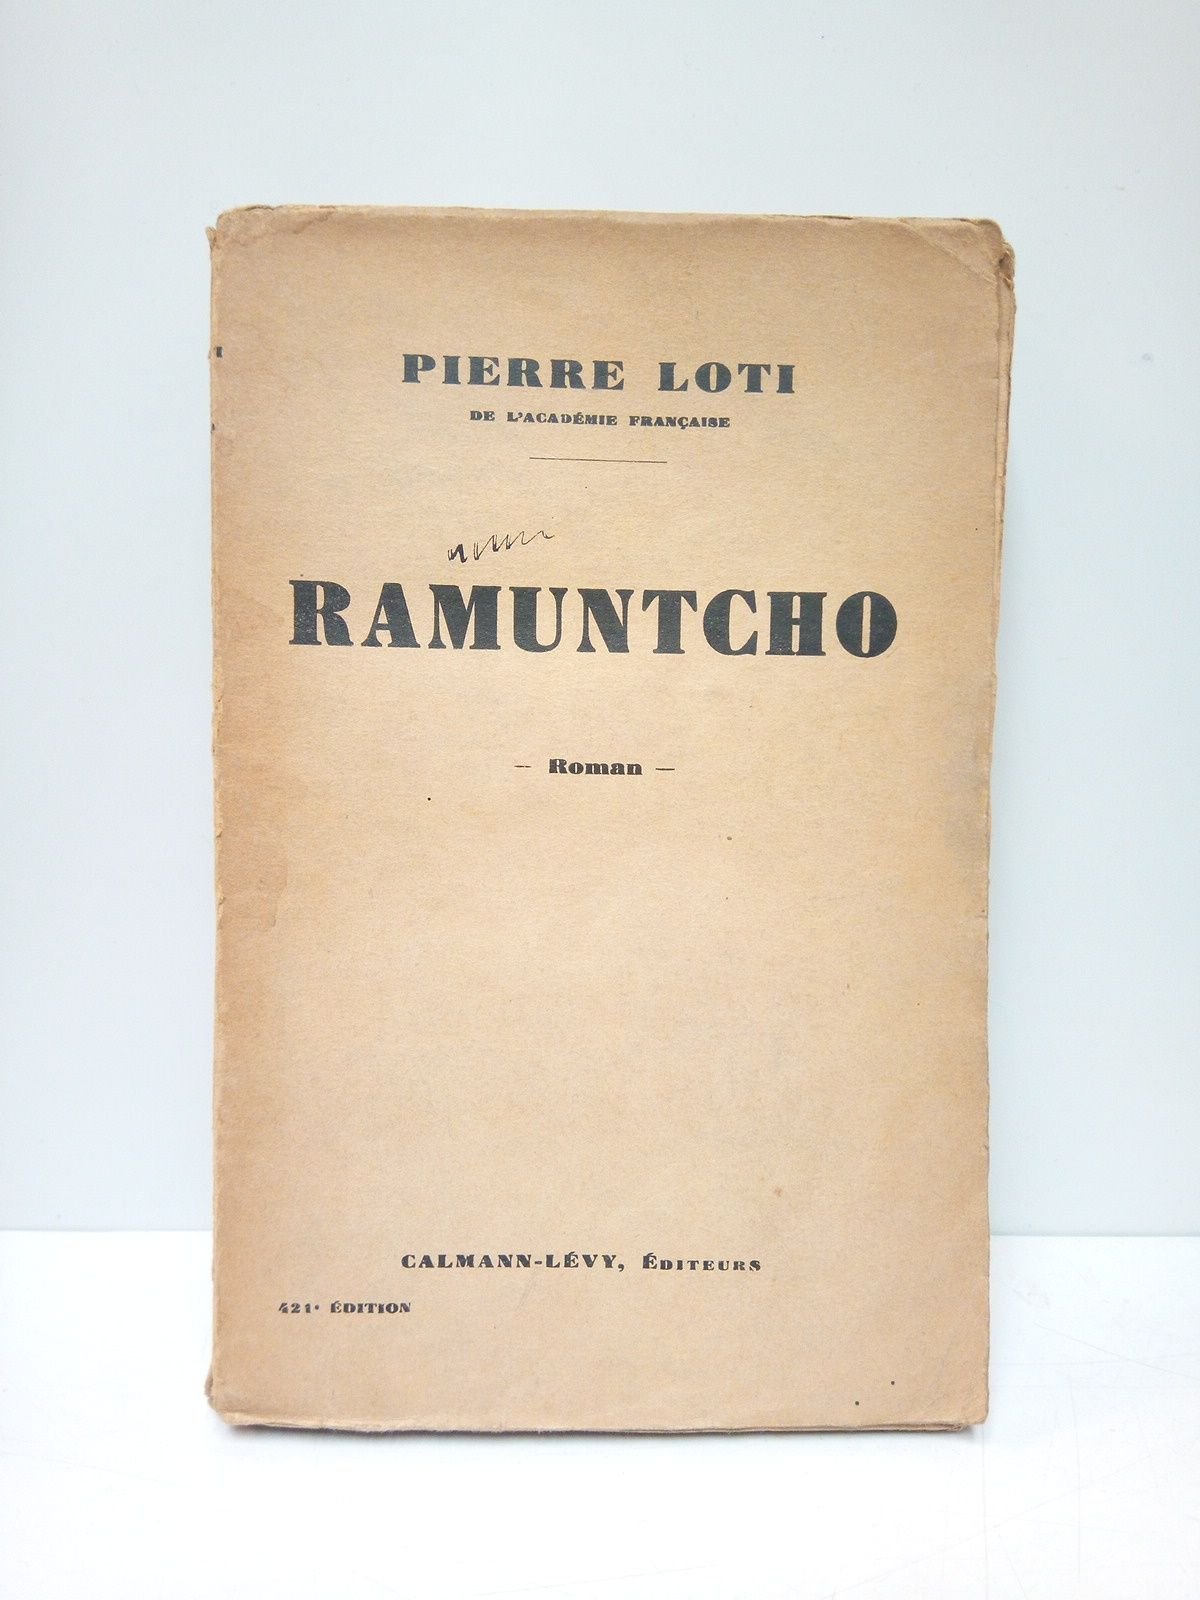 PIERRE LOTI
DE L'ACADÉMIE FRANÇAISE
RAMUNTCHO
— Roman —
CALMANN-LÉVY, ÉDITEURS
421e ÉDITION